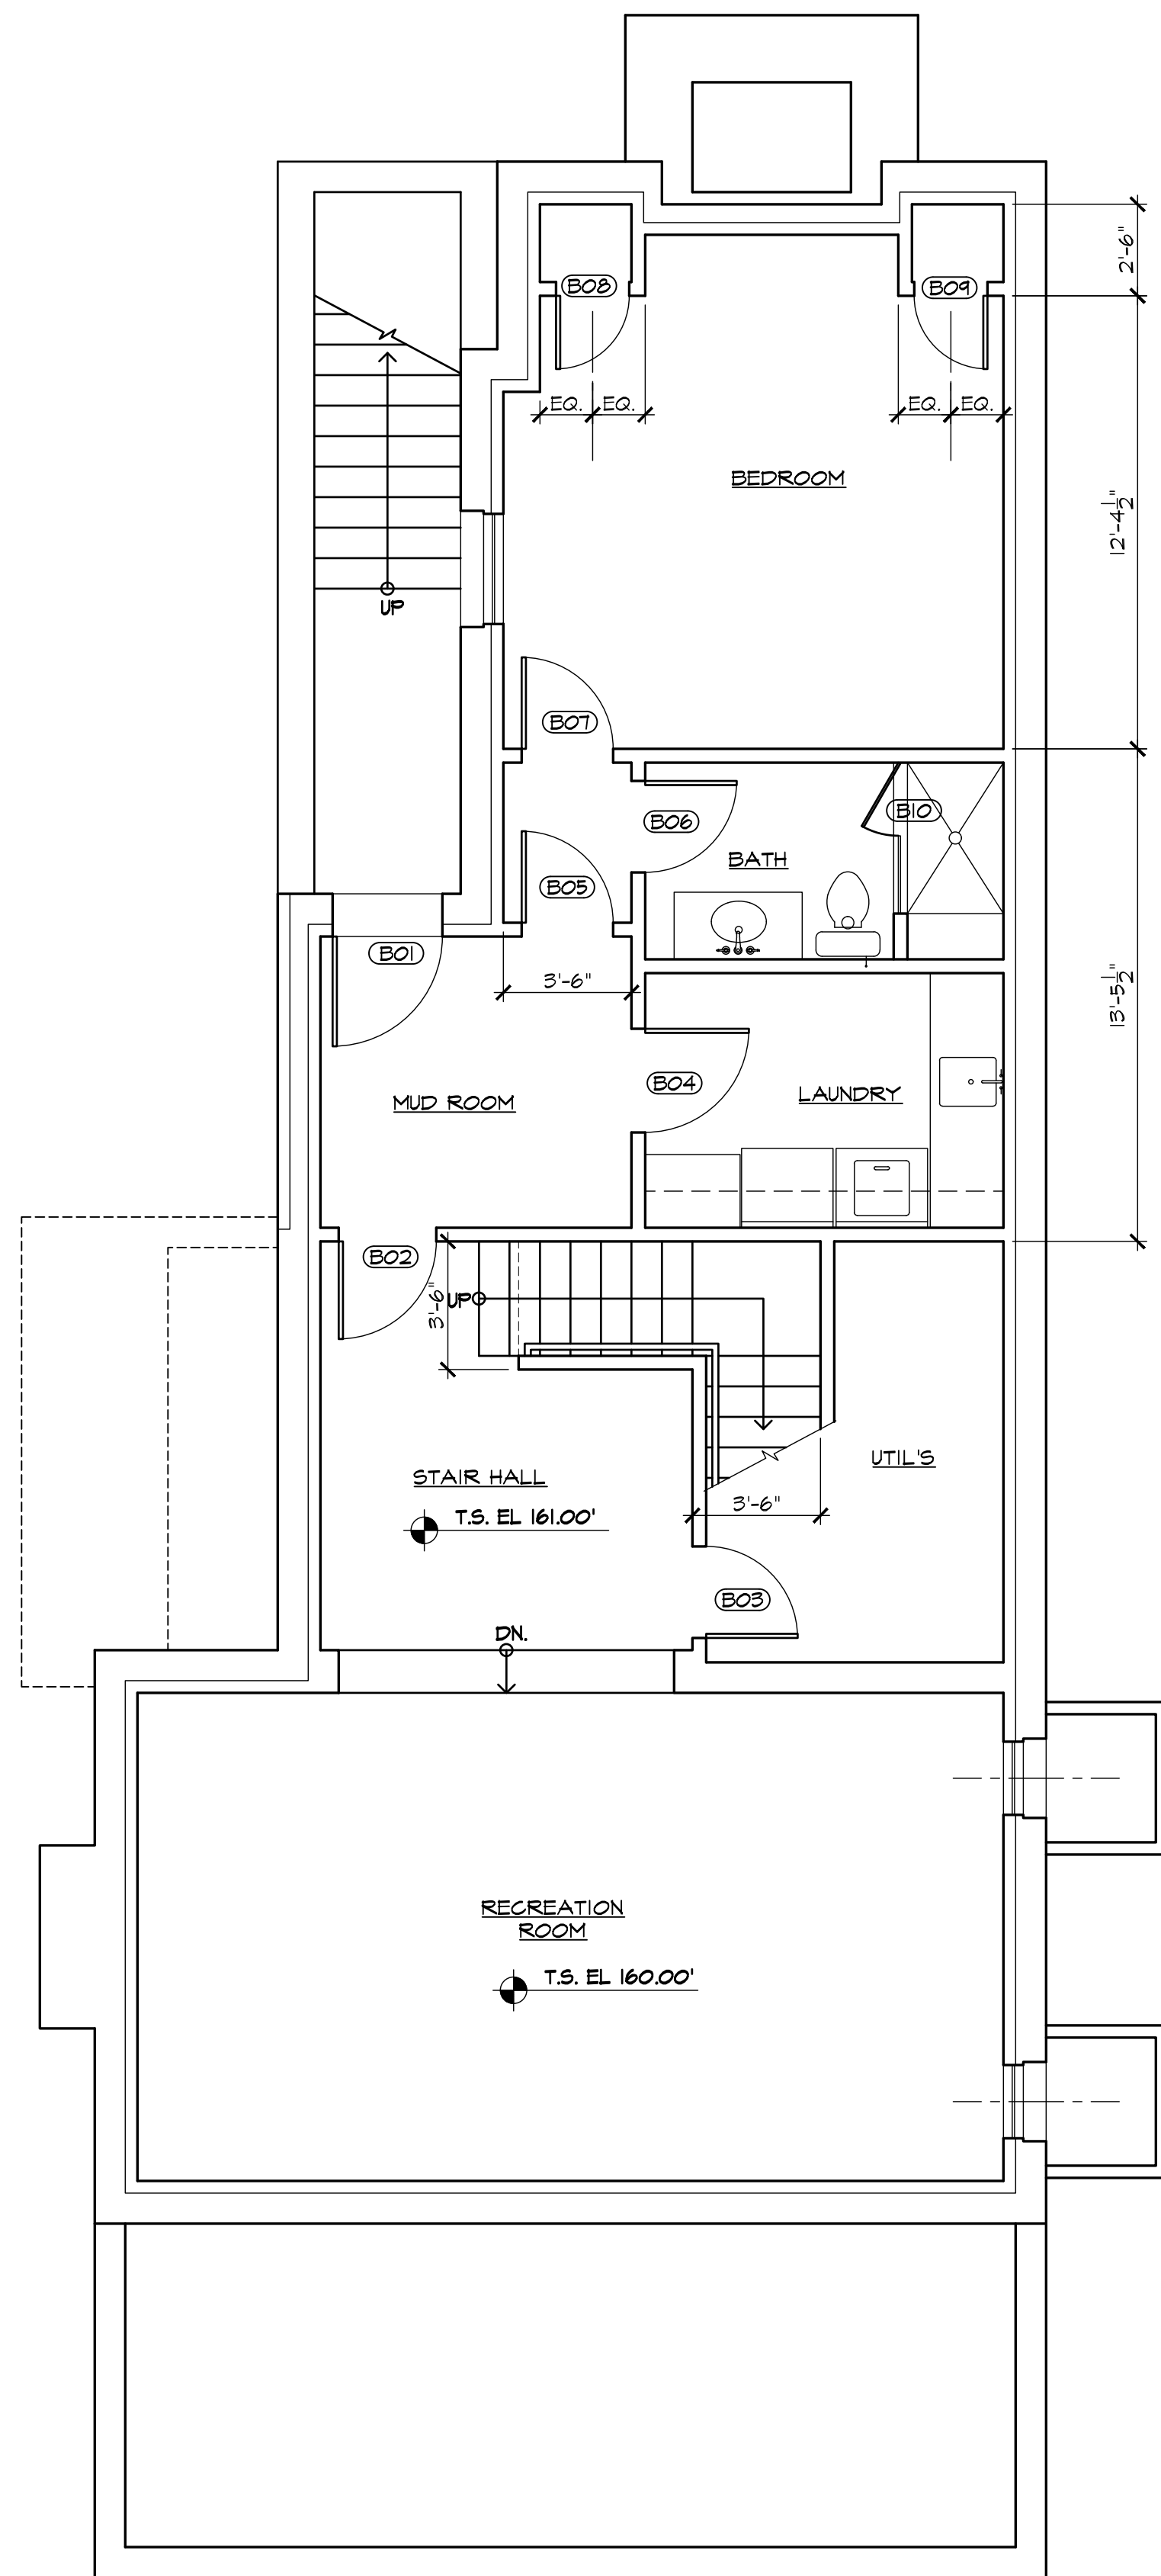 2'-6"
B08
B09
EQ.
EQ.
EQ.
EQ.
BEDROOM
12'-4 1/2"
UP
B07
B06
B10
BATH
B05
B01
3'-6"
13'-5 1/2"
B04
LAUNDRY
MUD ROOM
B02
UP
3'-6"
UTIL'S
STAIR HALL
T.S. EL 161.00'
3'-6"
B03
DN.
RECREATION
ROOM
T.S. EL 160.00'